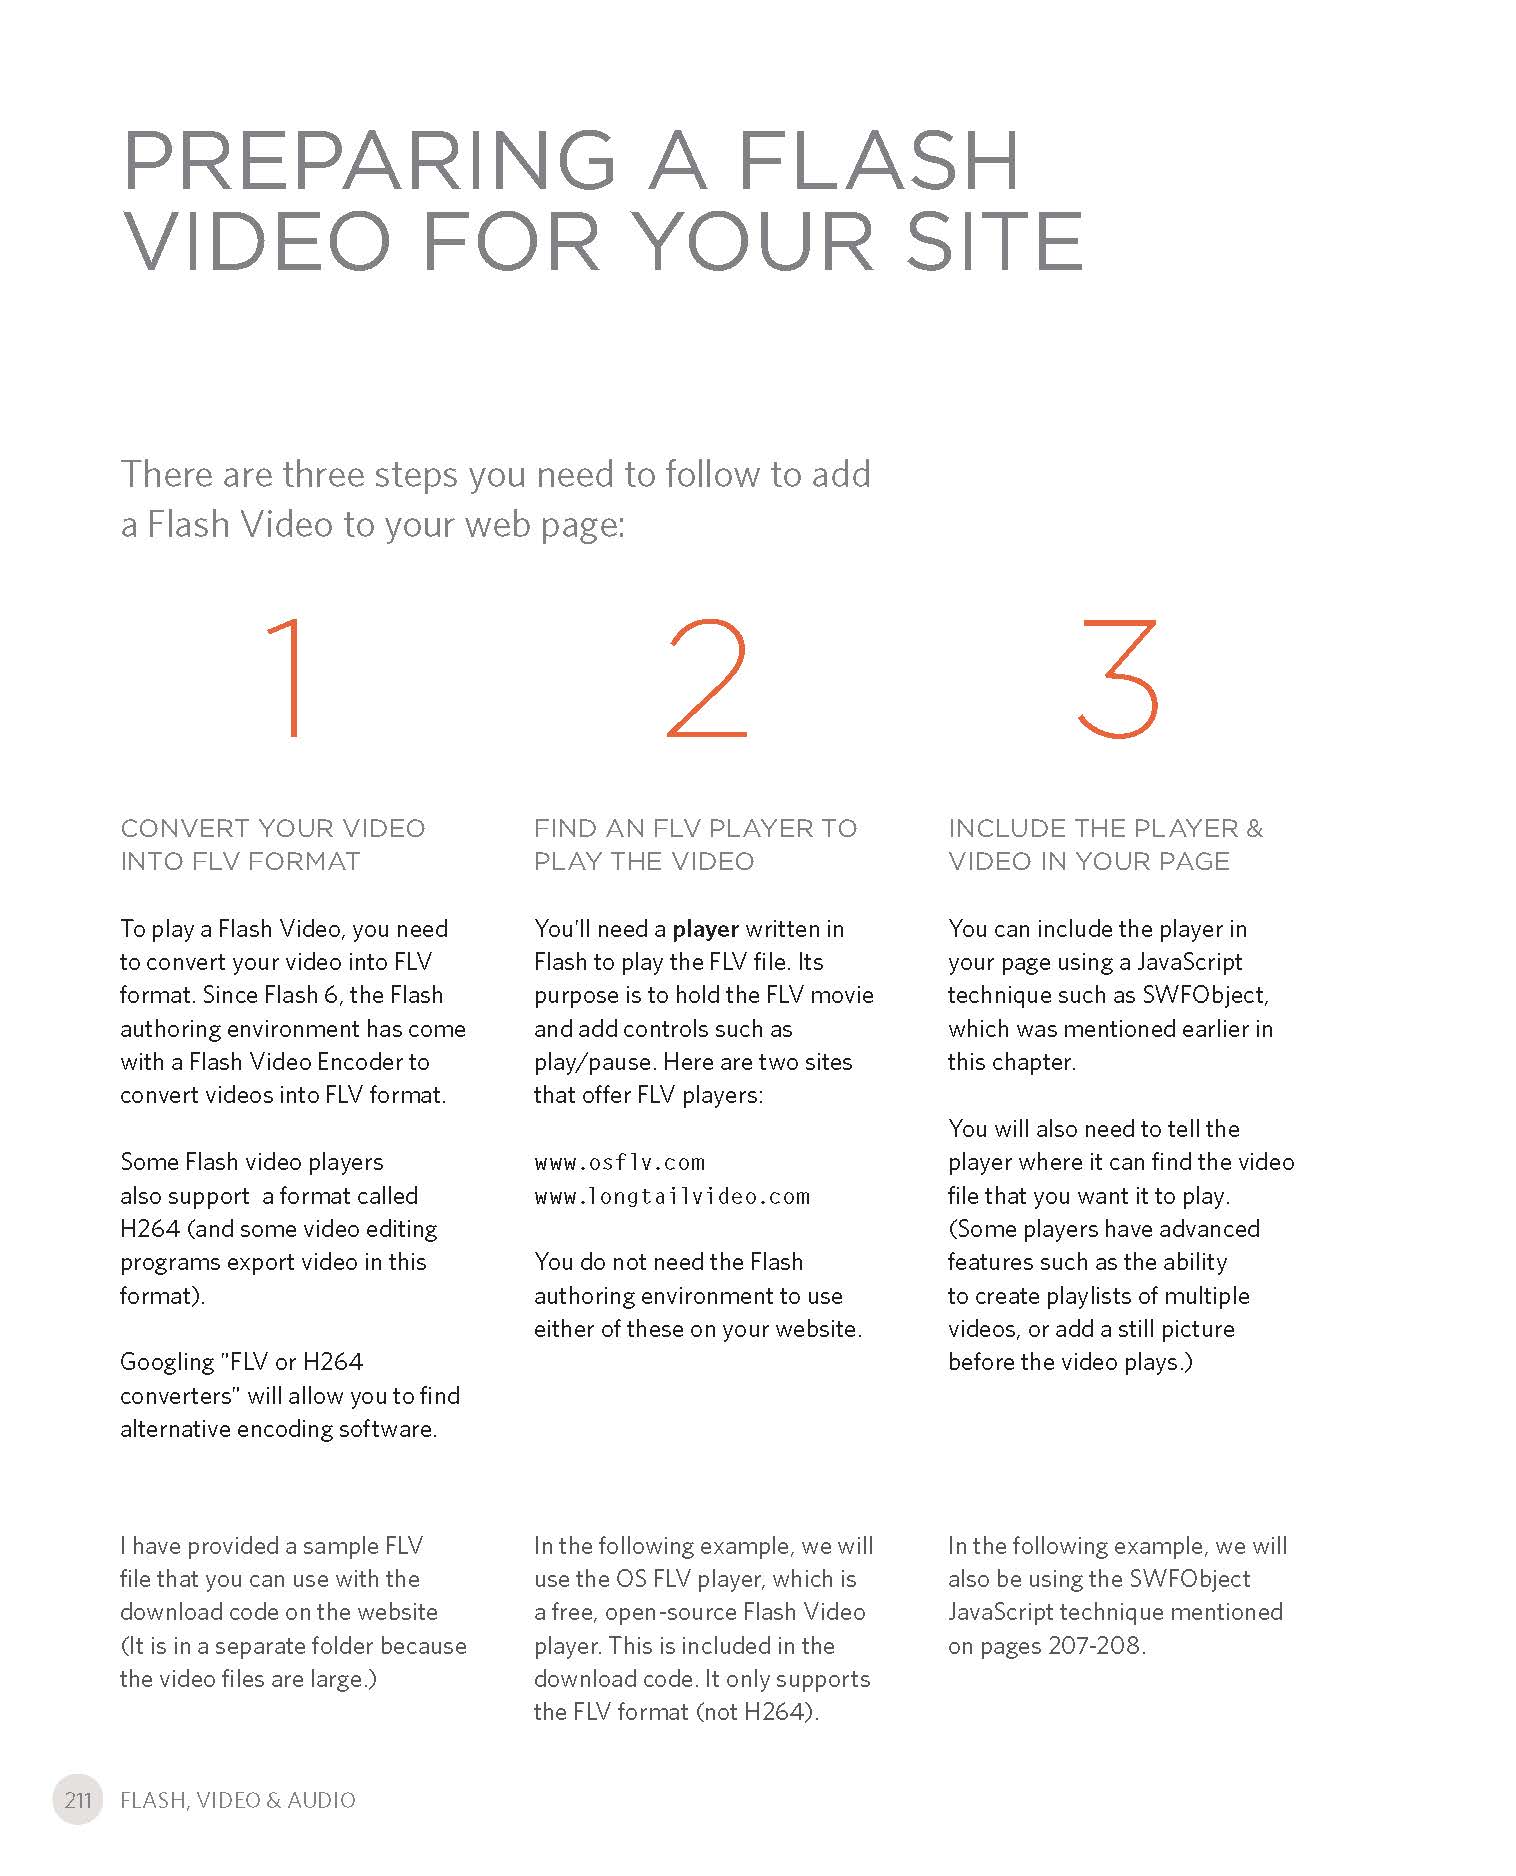 PREPARING A FLASH
VIDEO FOR YOUR SITE
There are three steps you need to follow to add
a Flash Video to your web page:
1
CONVERT YOUR VIDEO
INTO FLV FORMAT
To play a Flash Video, you need
to convert your video into FLV
format. Since Flash 6, the Flash
authoring environment has come
with a Flash Video Encoder to
convert videos into FLV format.
Some Flash video players
also support  a format called
H264 (and some video editing
programs export video in this
format).
Googling "FLV or H264
converters" will allow you to find
alternative encoding software.
I have provided a sample FLV
file that you can use with the
download code on the website
(It is in a separate folder because
the video files are large.)
2
FIND AN FLV PLAYER TO
PLAY THE VIDEO
You'll need a player written in
Flash to play the FLV file. Its
purpose is to hold the FLV movie
and add controls such as
play/pause. Here are two sites
that offer FLV players:
www.osflv.com
www.longtailvideo.com
You do not need the Flash
authoring environment to use
either of these on your website.
In the following example, we will
use the OS FLV player, which is
a free, open-source Flash Video
player. This is included in the
download code. It only supports
the FLV format (not H264).
3
INCLUDE THE PLAYER &
VIDEO IN YOUR PAGE
You can include the player in
your page using a JavaScript
technique such as SWFObject,
which was mentioned earlier in
this chapter.
You will also need to tell the
player where it can find the video
file that you want it to play.
(Some players have advanced
features such as the ability
to create playlists of multiple
videos, or add a still picture
before the video plays.)
In the following example, we will
also be using the SWFObject
JavaScript technique mentioned
on pages 207-208.
211 FLASH, VIDEO & AUDIO